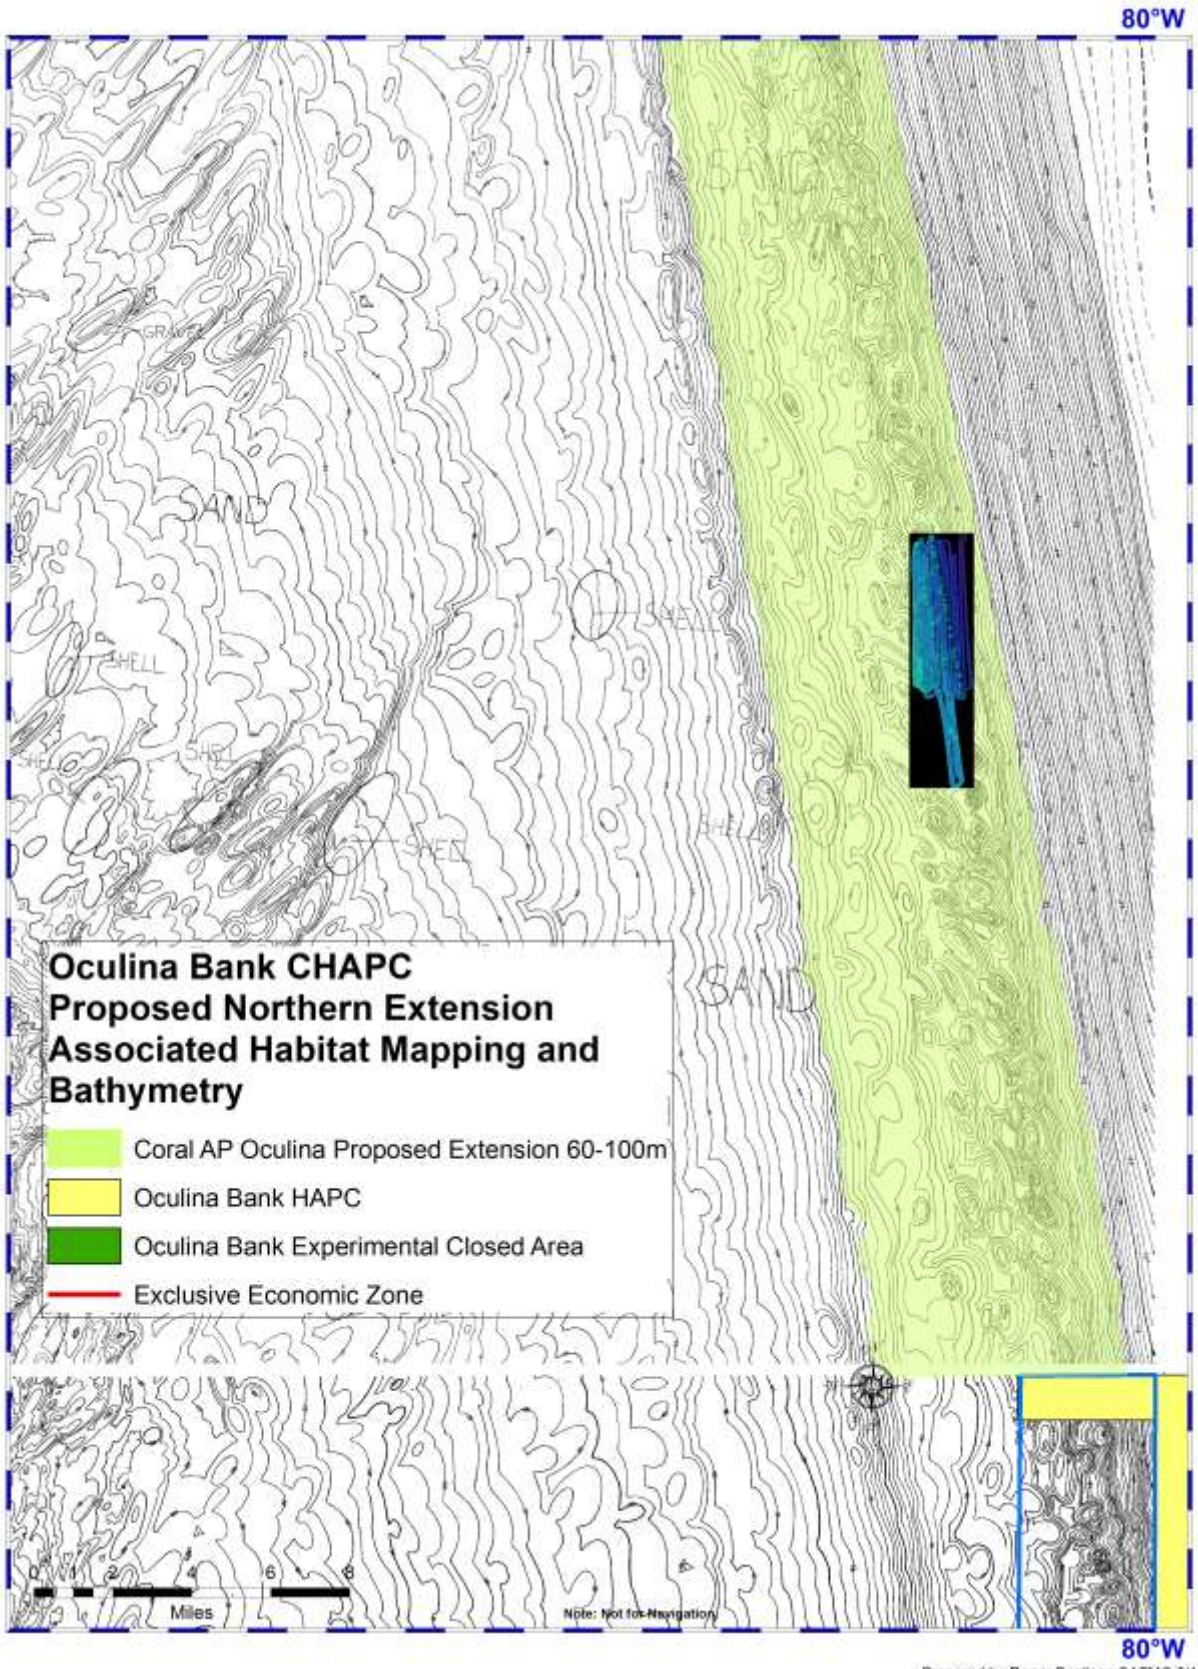 80°W
SAND
GRAVEL
SAND
SHELL
SHELL
SHELL
SHELL
SAND
Oculina Bank CHAPC
Proposed Northern Extension
Associated Habitat Mapping and
Bathymetry
Coral AP Oculina Proposed Extension 60-100m
Oculina Bank HAPC
Oculina Bank Experimental Closed Area
Exclusive Economic Zone
0 1 2 4 6 8
Miles
Note: Not for Navigation
80°W